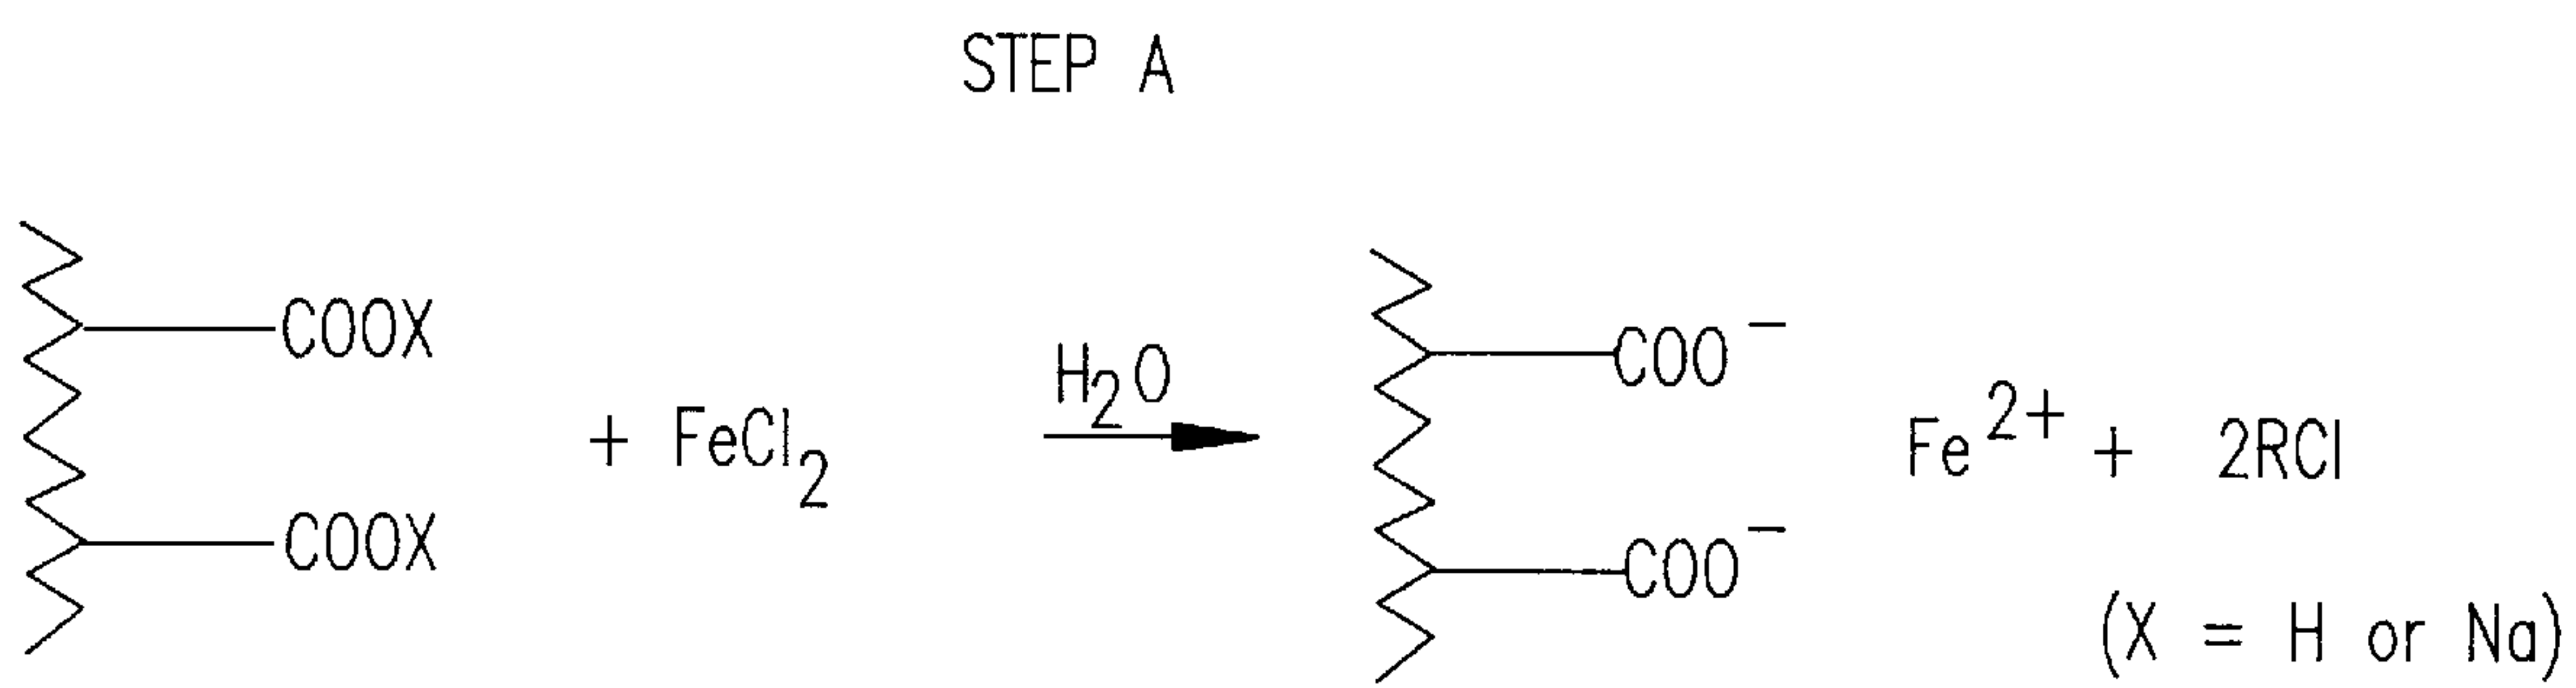 STEP A
COOX
+ FeCl₂
COOX
H₂O
COO⁻
Fe²⁺ + 2RCl
COO⁻
(X = H or Na)